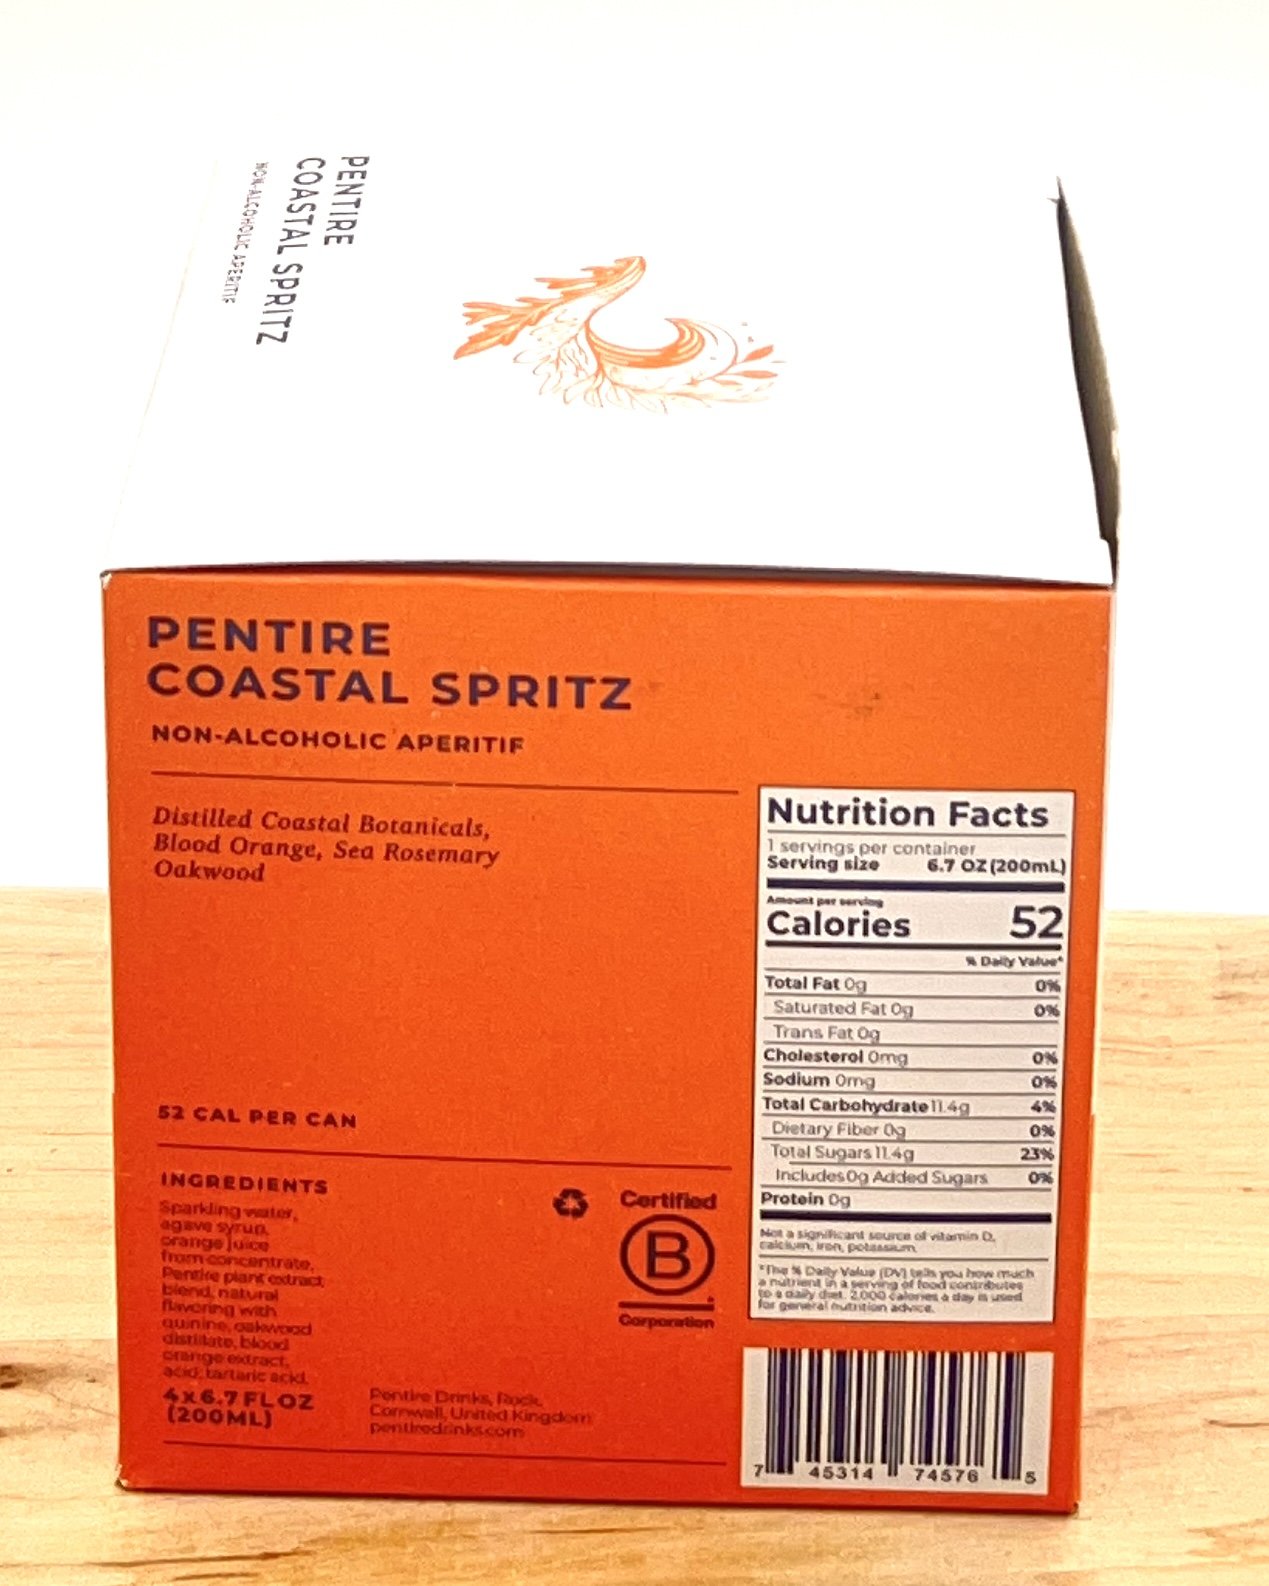 PENTIRE
COASTAL SPRITZ
NON-ALCOHOLIC APERITIF
PENTIRE
COASTAL SPRITZ
NON-ALCOHOLIC APERITIF
Distilled Coastal Botanicals,
Blood Orange, Sea Rosemary
Oakwood
52 CAL PER CAN
INGREDIENTS
Sparkling water,
agave syrup,
orange juice
from concentrate,
Pentire plant extract
blend, natural
flavoring with
quinine, oakwood
distillate, blood
orange extract,
acid: tartaric acid.
4x6.7 FL OZ
(200ML)
Pentire Drinks, Rock,
Cornwall, United Kingdom
pentiredrinks.com
Certified
B
Corporation
Nutrition Facts
1 servings per container
Serving size 6.7 OZ (200mL)
Amount per serving
Calories 52
% Daily Value*
Total Fat 0g 0%
Saturated Fat 0g 0%
Trans Fat 0g
Cholesterol 0mg 0%
Sodium 0mg 0%
Total Carbohydrate 11.4g 4%
Dietary Fiber 0g 0%
Total Sugars 11.4g 23%
Includes 0g Added Sugars 0%
Protein 0g
Not a significant source of vitamin D,
calcium, iron, potassium.
*The % Daily Value (DV) tells you how much
a nutrient in a serving of food contributes
to a daily diet. 2,000 calories a day is used
for general nutrition advice.
7 45314 74576 5